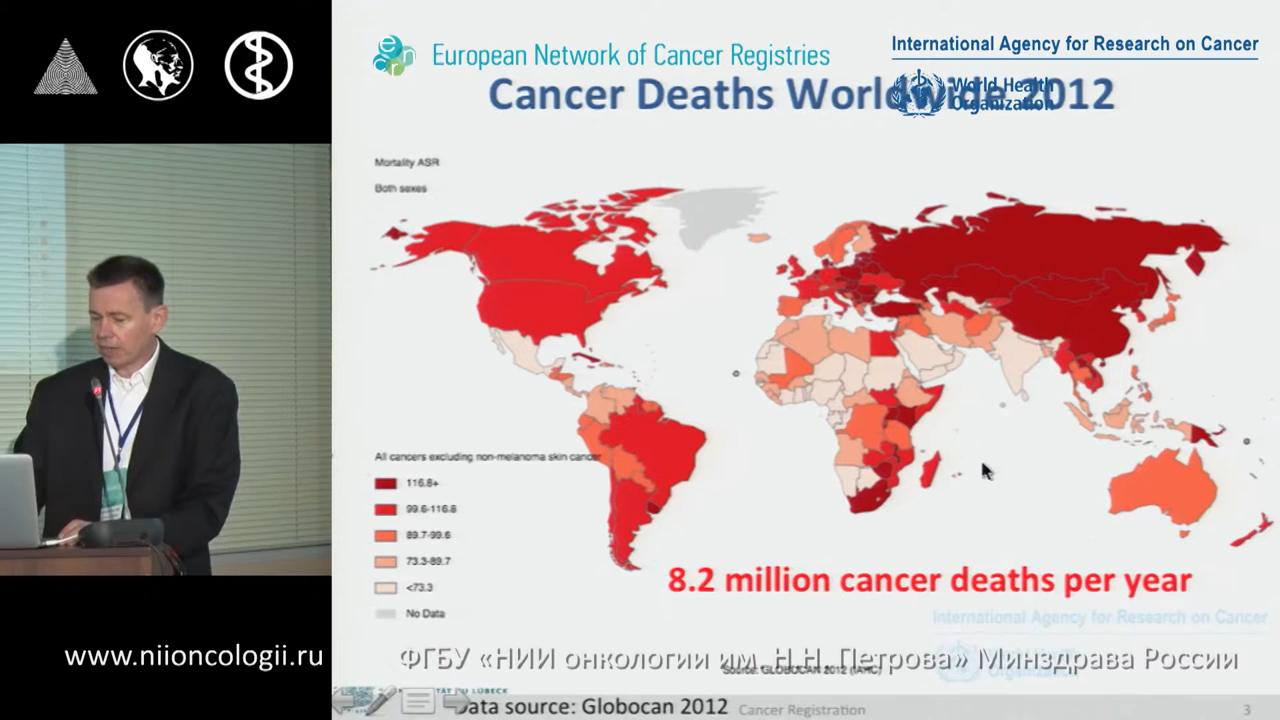 European Network of Cancer Registries
International Agency for Research on Cancer
World Health
Organization
Cancer Deaths Worldwide 2012
Mortality ASR
Both sexes
All cancers excluding non-melanoma skin cancer
116.8+
99.6-116.8
89.7-99.6
73.3-89.7
<73.3
No Data
8.2 million cancer deaths per year
International Agency for Research on Cancer
www.niioncologii.ru
ФГБУ «НИИ онкологии им. Н.Н. Петрова» Минздрава России
Source: GLOBOCAN 2012 (IARC)
Data source: Globocan 2012
Cancer Registration
3